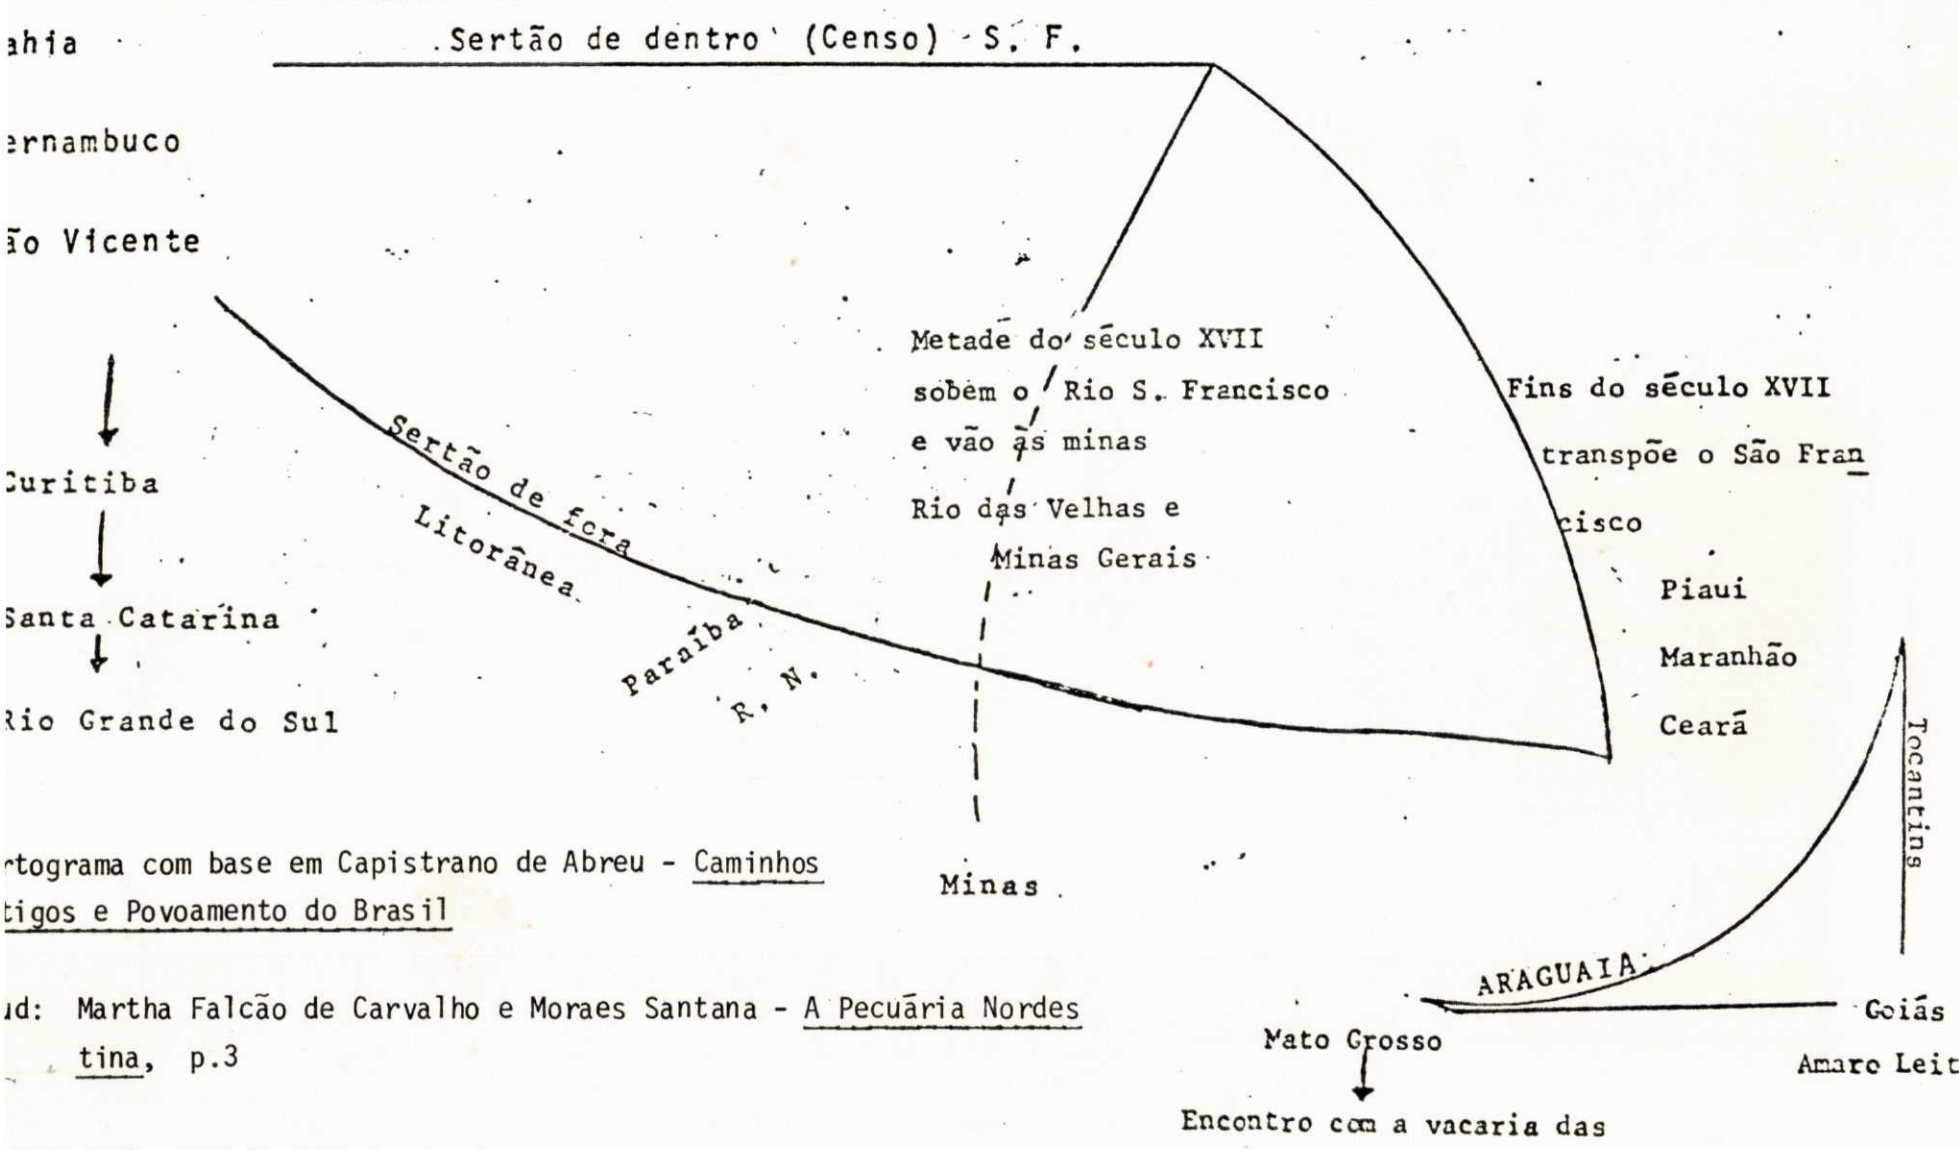 ahia
.Sertão de dentro (Censo) - S. F.
ernambuco
ão Vicente
Curitiba
Santa Catarina
Rio Grande do Sul
Sertão de fora
Litorânea
Paraíba
R. N.
Metade do século XVII
sobem o Rio S. Francisco
e vão às minas
Rio das Velhas e
Minas Gerais
Minas
Fins do século XVII
transpõe o São Fran
cisco
Piaui
Maranhão
Ceará
Tocantins
ARAGUAIA
Goiás
Amaro Leit
Mato Grosso
Encontro com a vacaria das
rtograma com base em Capistrano de Abreu - Caminhos
tigos e Povoamento do Brasil
ud: Martha Falcão de Carvalho e Moraes Santana - A Pecuária Nordes
tina, p.3